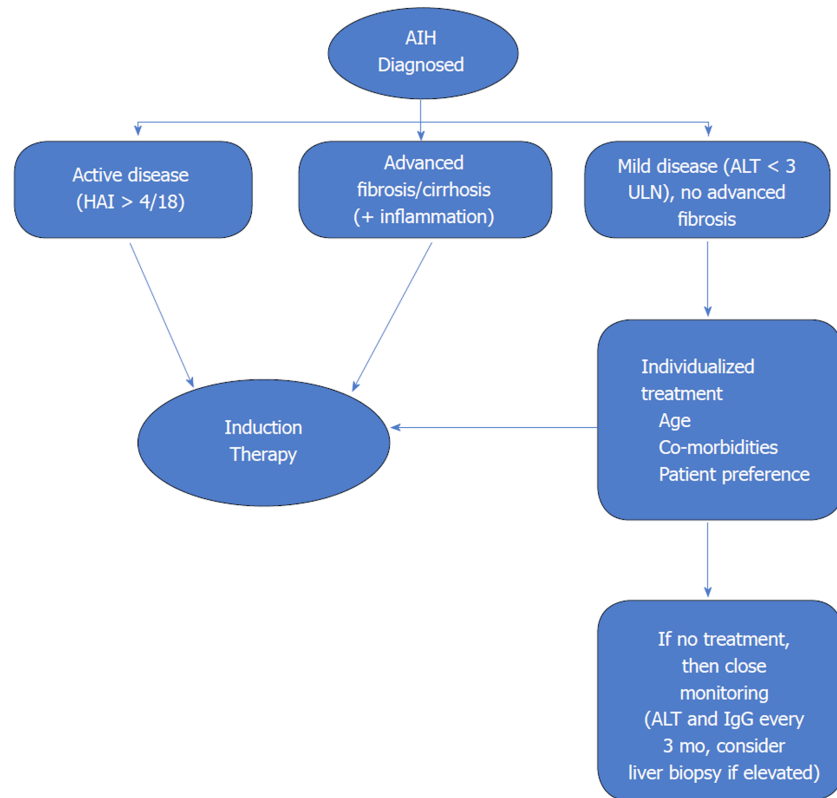 AIH
Diagnosed
Active disease
(HAI > 4/18)
Advanced
fibrosis/cirrhosis
(+ inflammation)
Mild disease (ALT < 3
ULN), no advanced
fibrosis
Individualized
treatment
Age
Co-morbidities
Patient preference
Induction
Therapy
If no treatment,
then close
monitoring
(ALT and IgG every
3 mo, consider
liver biopsy if elevated)